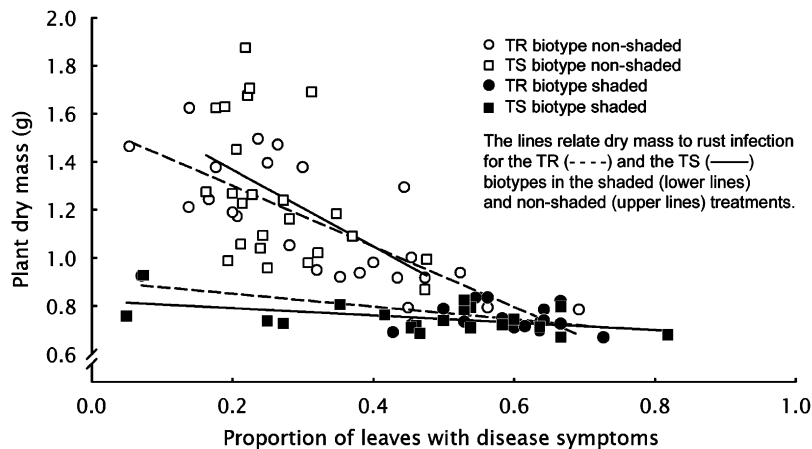 2.0
1.8
1.6
1.4
1.2
1.0
0.8
0.6
Plant dry mass (g)
TR biotype non-shaded
TS biotype non-shaded
TR biotype shaded
TS biotype shaded
The lines relate dry mass to rust infection
for the TR (- - - -) and the TS (——)
biotypes in the shaded (lower lines)
and non-shaded (upper lines) treatments.
0.0 0.2 0.4 0.6 0.8 1.0
Proportion of leaves with disease symptoms